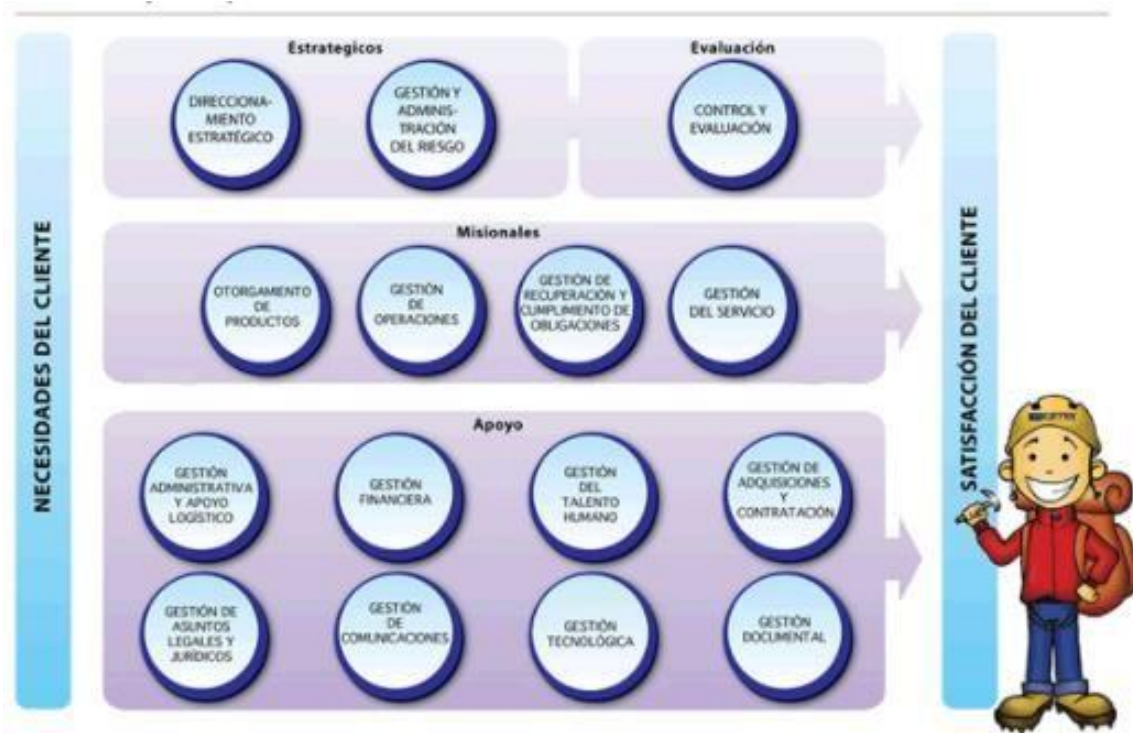 Estrategicos
DIRECCIONA-
MIENTO
ESTRATÉGICO
GESTIÓN Y
ADMINIS-
TRACIÓN
DEL RIESGO
Evaluación
CONTROL Y
EVALUACIÓN
Misionales
OTORGAMIENTO
DE
PRODUCTOS
GESTIÓN
DE
OPERACIONES
GESTIÓN DE
RECUPERACIÓN Y
CUMPLIMIENTO DE
OBLIGACIONES
GESTIÓN
DEL SERVICIO
Apoyo
GESTIÓN
ADMINISTRATIVA
Y APOYO
LOGÍSTICO
GESTIÓN
FINANCIERA
GESTIÓN
DEL
TALENTO
HUMANO
GESTIÓN DE
ADQUISICIONES
Y
CONTRATACIÓN
GESTIÓN DE
ASUNTOS
LEGALES Y
JURÍDICOS
GESTIÓN
DE
COMUNICACIONES
GESTIÓN
TECNOLÓGICA
GESTIÓN
DOCUMENTAL
NECESIDADES DEL CLIENTE
SATISFACCIÓN DEL CLIENTE